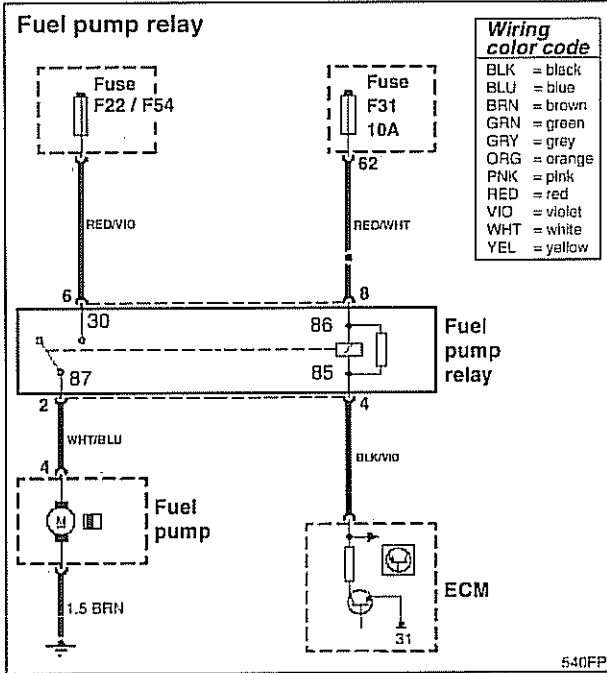 Fuel pump relay
Fuse
F22 / F54
Fuse
F31
10A
62
Wiring
color code
BLK = black
BLU = blue
BRN = brown
GRN = green
GRY = grey
ORG = orange
PNK = pink
RED = red
VIO = violet
WHT = white
YEL = yellow
RED/VIO
RED/WHT
6
8
30
86
87
85
Fuel
pump
relay
2
4
WHT/BLU
BLK/VIO
4
M
Fuel
pump
1.5 BRN
ECM
31
540FP